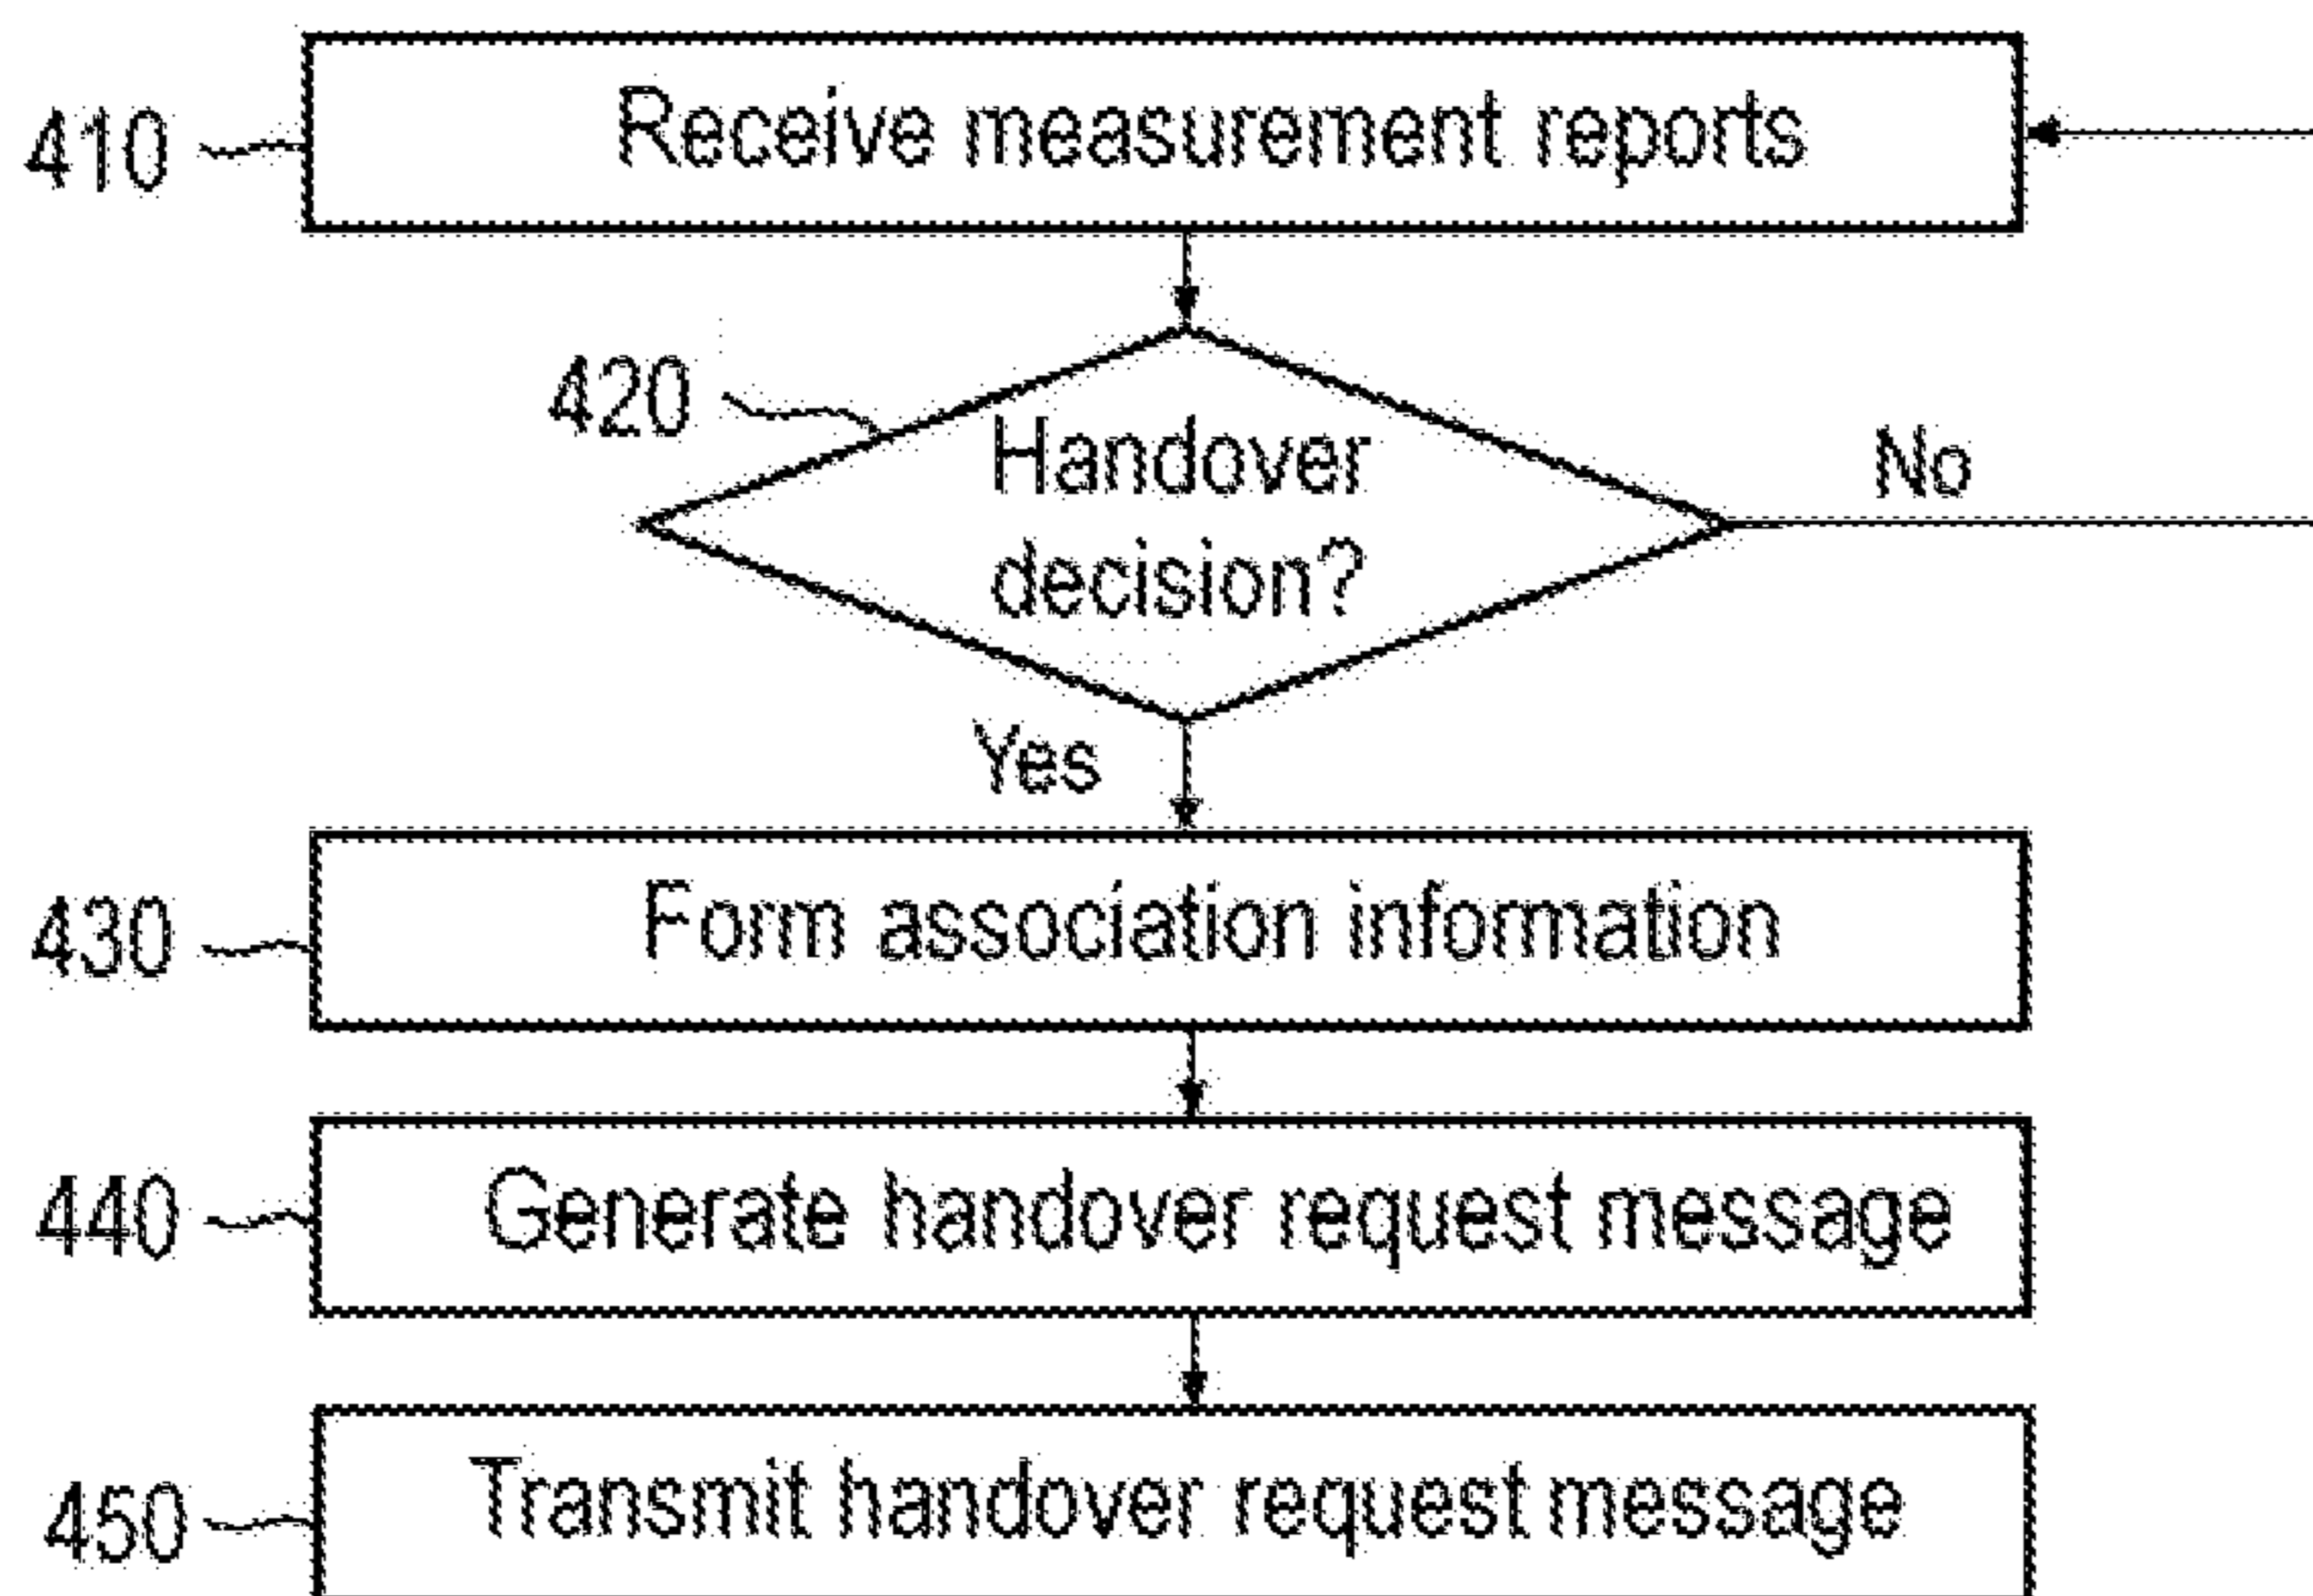 410 Receive measurement reports
420 Handover
decision?
No
Yes
430 Form association information
440 Generate handover request message
450 Transmit handover request message